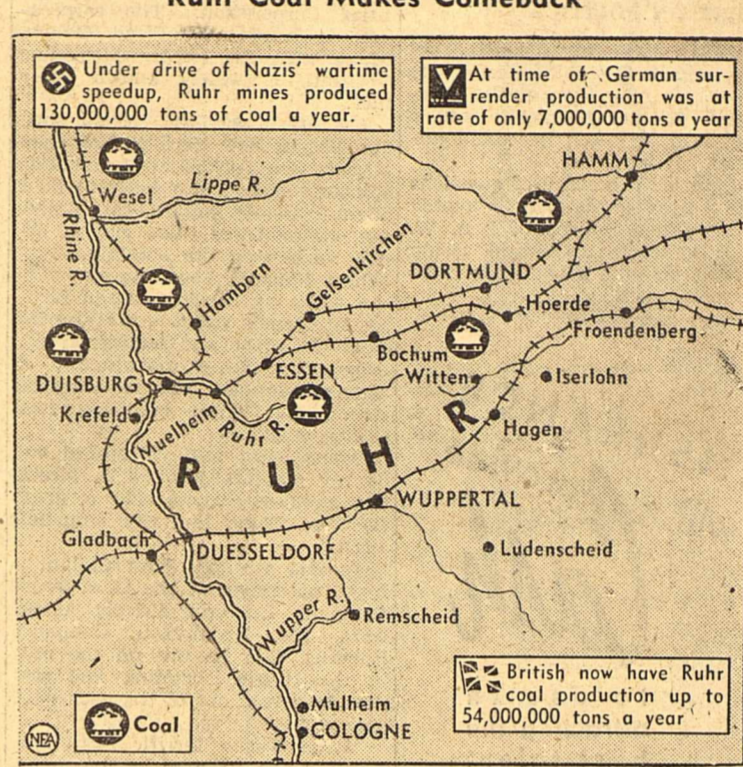 Ruhr Coal Makes Comeback
Under drive of Nazis' wartime
speedup, Ruhr mines produced
130,000,000 tons of coal a year.
V At time of German sur-
render production was at
rate of only 7,000,000 tons a year
HAMM
Wesel
Lippe R.
Rhine R.
Hamborn
Gelsenkirchen
DORTMUND
Hoerde
Froendenberg
Bochum
ESSEN
DUISBURG
Witten
Iserlohn
Krefeld
Muelheim
Ruhr R.
Hagen
RUHR
WUPPERTAL
Gladbach
DUESSELDORF
Ludenscheid
Wupper R.
Remscheid
British now have Ruhr
coal production up to
54,000,000 tons a year
Mulheim
COLOGNE
Coal
NEA